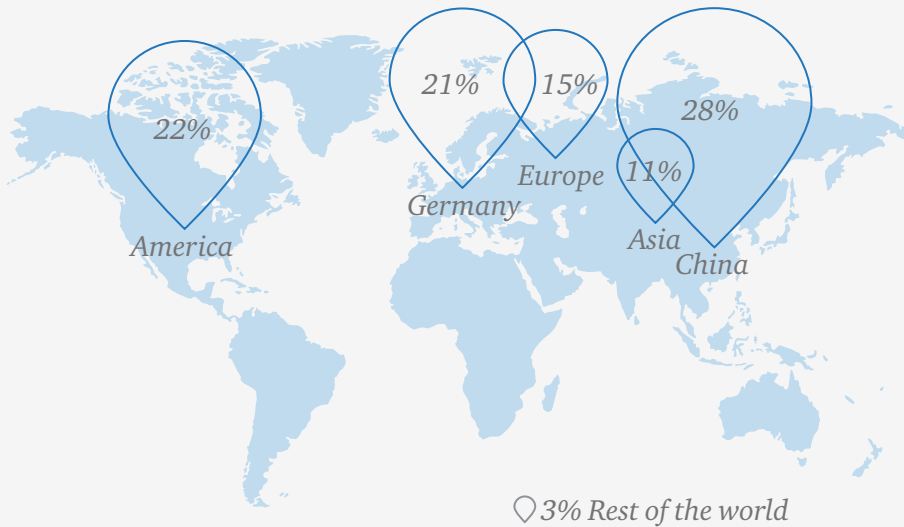 22%
America
21%
Germany
15%
Europe
11%
Asia
28%
China
3% Rest of the world